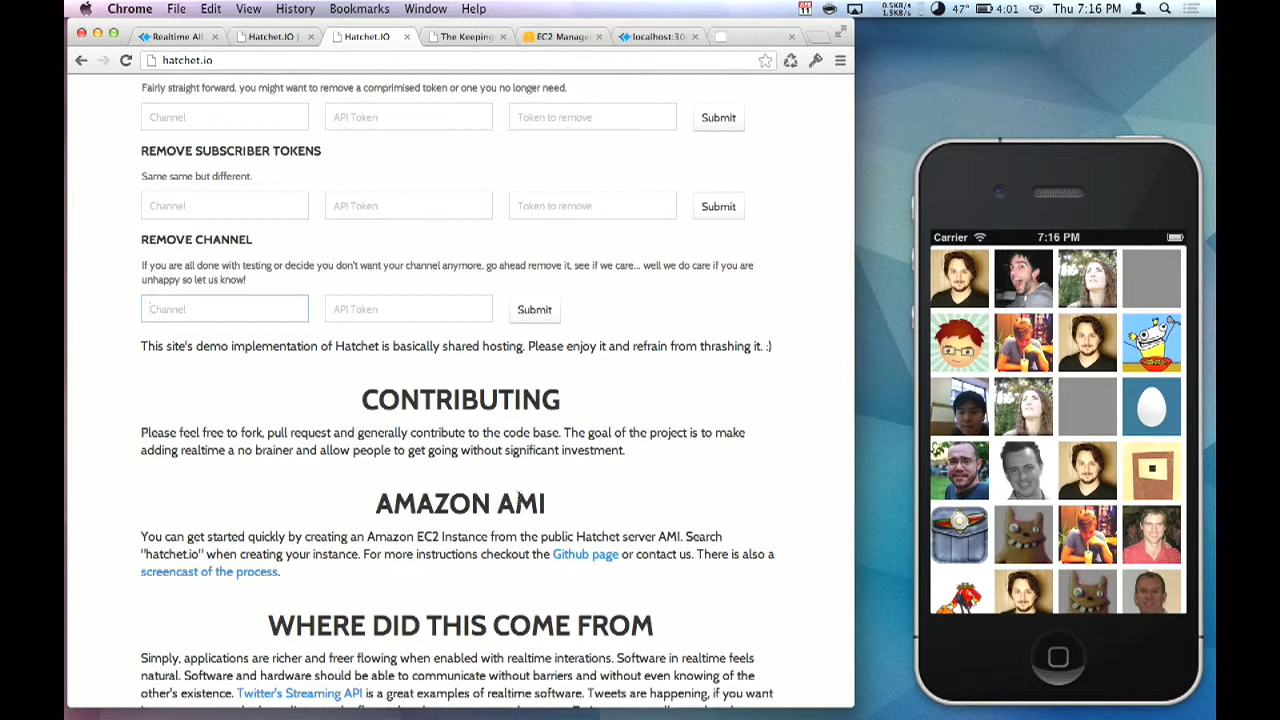 Chrome File Edit View History Bookmarks Window Help
11 0.5KB/s 1.5KB/s 47° 4:01 Thu 7:16 PM
Realtime All Hatchet.IO | Hatchet.IO The Keeping EC2 Manage localhost:30
hatchet.io
Fairly straight forward, you might want to remove a comprimised token or one you no longer need.
Channel API Token Token to remove Submit
REMOVE SUBSCRIBER TOKENS
Same same but different.
Channel API Token Token to remove Submit
REMOVE CHANNEL
If you are all done with testing or decide you don't want your channel anymore, go ahead remove it, see if we care... well we do care if you are
unhappy so let us know!
Channel API Token Submit
This site's demo implementation of Hatchet is basically shared hosting. Please enjoy it and refrain from thrashing it. :)
CONTRIBUTING
Please feel free to fork, pull request and generally contribute to the code base. The goal of the project is to make
adding realtime a no brainer and allow people to get going without significant investment.
AMAZON AMI
You can get started quickly by creating an Amazon EC2 Instance from the public Hatchet server AMI. Search
"hatchet.io" when creating your instance. For more instructions checkout the Github page or contact us. There is also a
screencast of the process.
WHERE DID THIS COME FROM
Simply, applications are richer and freer flowing when enabled with realtime interations. Software in realtime feels
natural. Software and hardware should be able to communicate without barriers and without even knowing of the
other's existence. Twitter's Streaming API is a great examples of realtime software. Tweets are happening, if you want
Carrier 7:16 PM